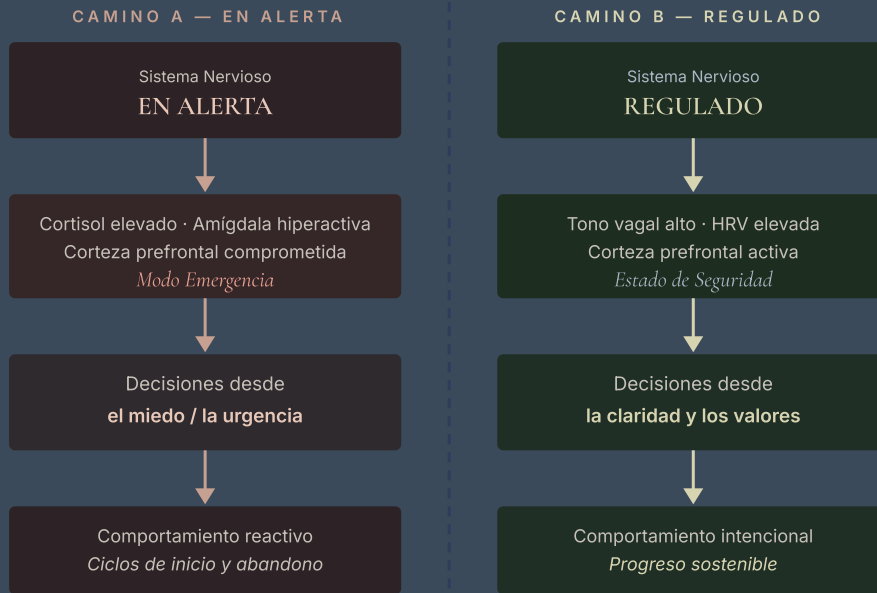 CAMINO A — EN ALERTA
Sistema Nervioso
EN ALERTA
Cortisol elevado · Amígdala hiperactiva
Corteza prefrontal comprometida
Modo Emergencia
Decisiones desde
el miedo / la urgencia
Comportamiento reactivo
Ciclos de inicio y abandono
CAMINO B — REGULADO
Sistema Nervioso
REGULADO
Tono vagal alto · HRV elevada
Corteza prefrontal activa
Estado de Seguridad
Decisiones desde
la claridad y los valores
Comportamiento intencional
Progreso sostenible